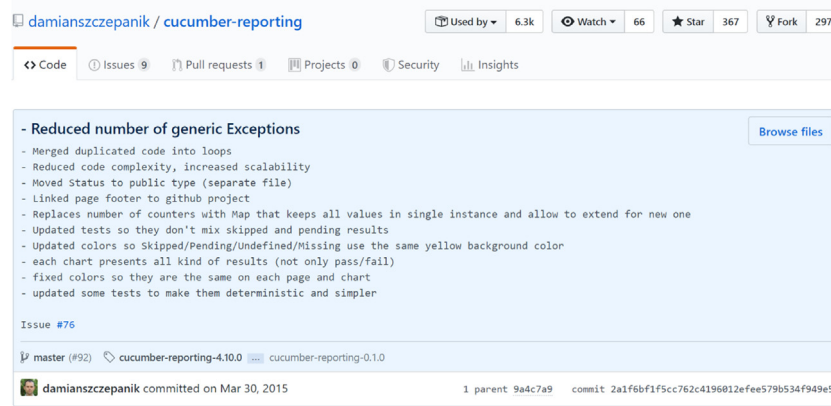 damianszczepanik / cucumber-reporting
Used by 6.3k Watch 66 Star 367 Fork 297
Code Issues 9 Pull requests 1 Projects 0 Security Insights
- Reduced number of generic Exceptions
Browse files
- Merged duplicated code into loops
- Reduced code complexity, increased scalability
- Moved Status to public type (separate file)
- Linked page footer to github project
- Replaces number of counters with Map that keeps all values in single instance and allow to extend for new one
- Updated tests so they don't mix skipped and pending results
- Updated colors so Skipped/Pending/Undefined/Missing use the same yellow background color
- each chart presents all kind of results (not only pass/fail)
- fixed colors so they are the same on each page and chart
- updated some tests to make them deterministic and simpler
Issue #76
master (#92) cucumber-reporting-4.10.0 ... cucumber-reporting-0.1.0
damianszczepanik committed on Mar 30, 2015 1 parent 9a4c7a9 commit 2a1f6bf1f5cc762c4196012efee579b534f949e5